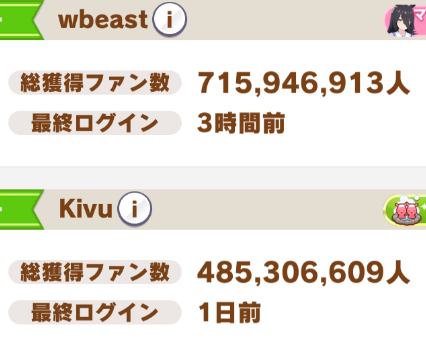 wbeast i
マ
総獲得ファン数 715,946,913人
最終ログイン 3時間前
Kivu i
総獲得ファン数 485,306,609人
最終ログイン 1日前